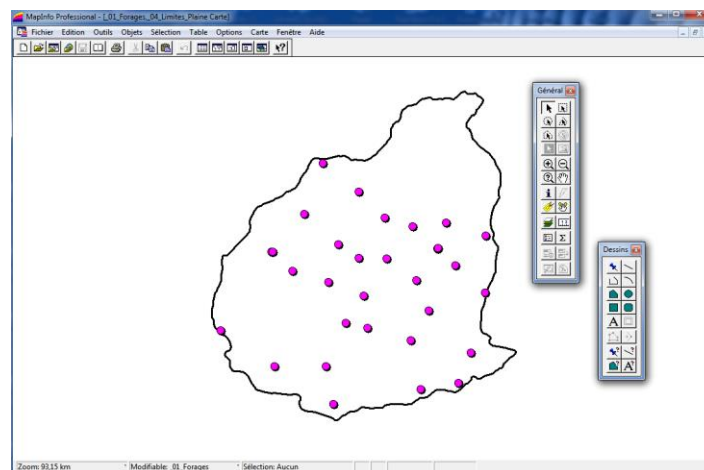 MapInfo Professional - [_01_Forages_04_Limites_Plaine Carte]
Fichier Edition Outils Objets Sélection Table Options Carte Fenêtre Aide
Général
Dessins
Zoom: 93,15 km Modifiable: _01_Forages Sélection: Aucun